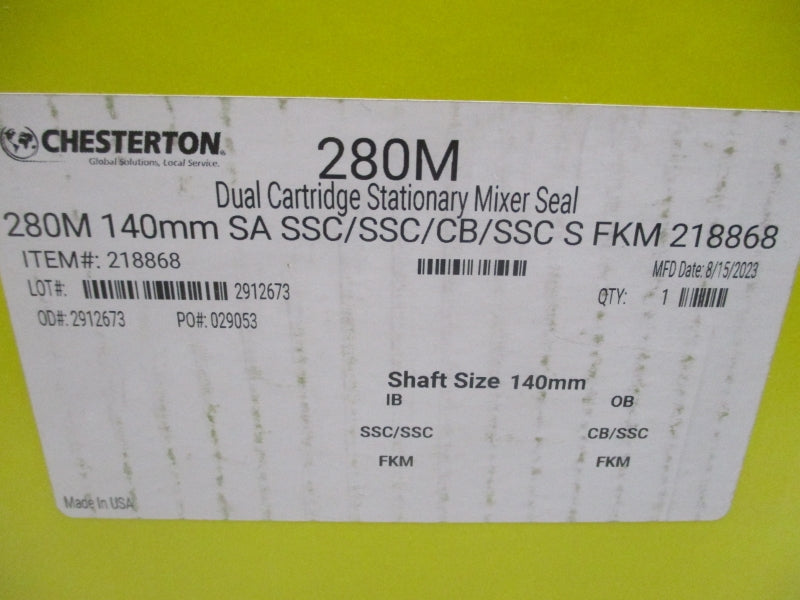 CHESTERTON
Global Solutions, Local Service.
280M
Dual Cartridge Stationary Mixer Seal
280M 140mm SA SSC/SSC/CB/SSC S FKM 218868
ITEM#: 218868
MFD Date: 8/15/2023
LOT#: 2912673
QTY: 1
OD#: 2912673 PO#: 029053
Shaft Size 140mm
IB OB
SSC/SSC CB/SSC
FKM FKM
Made In USA